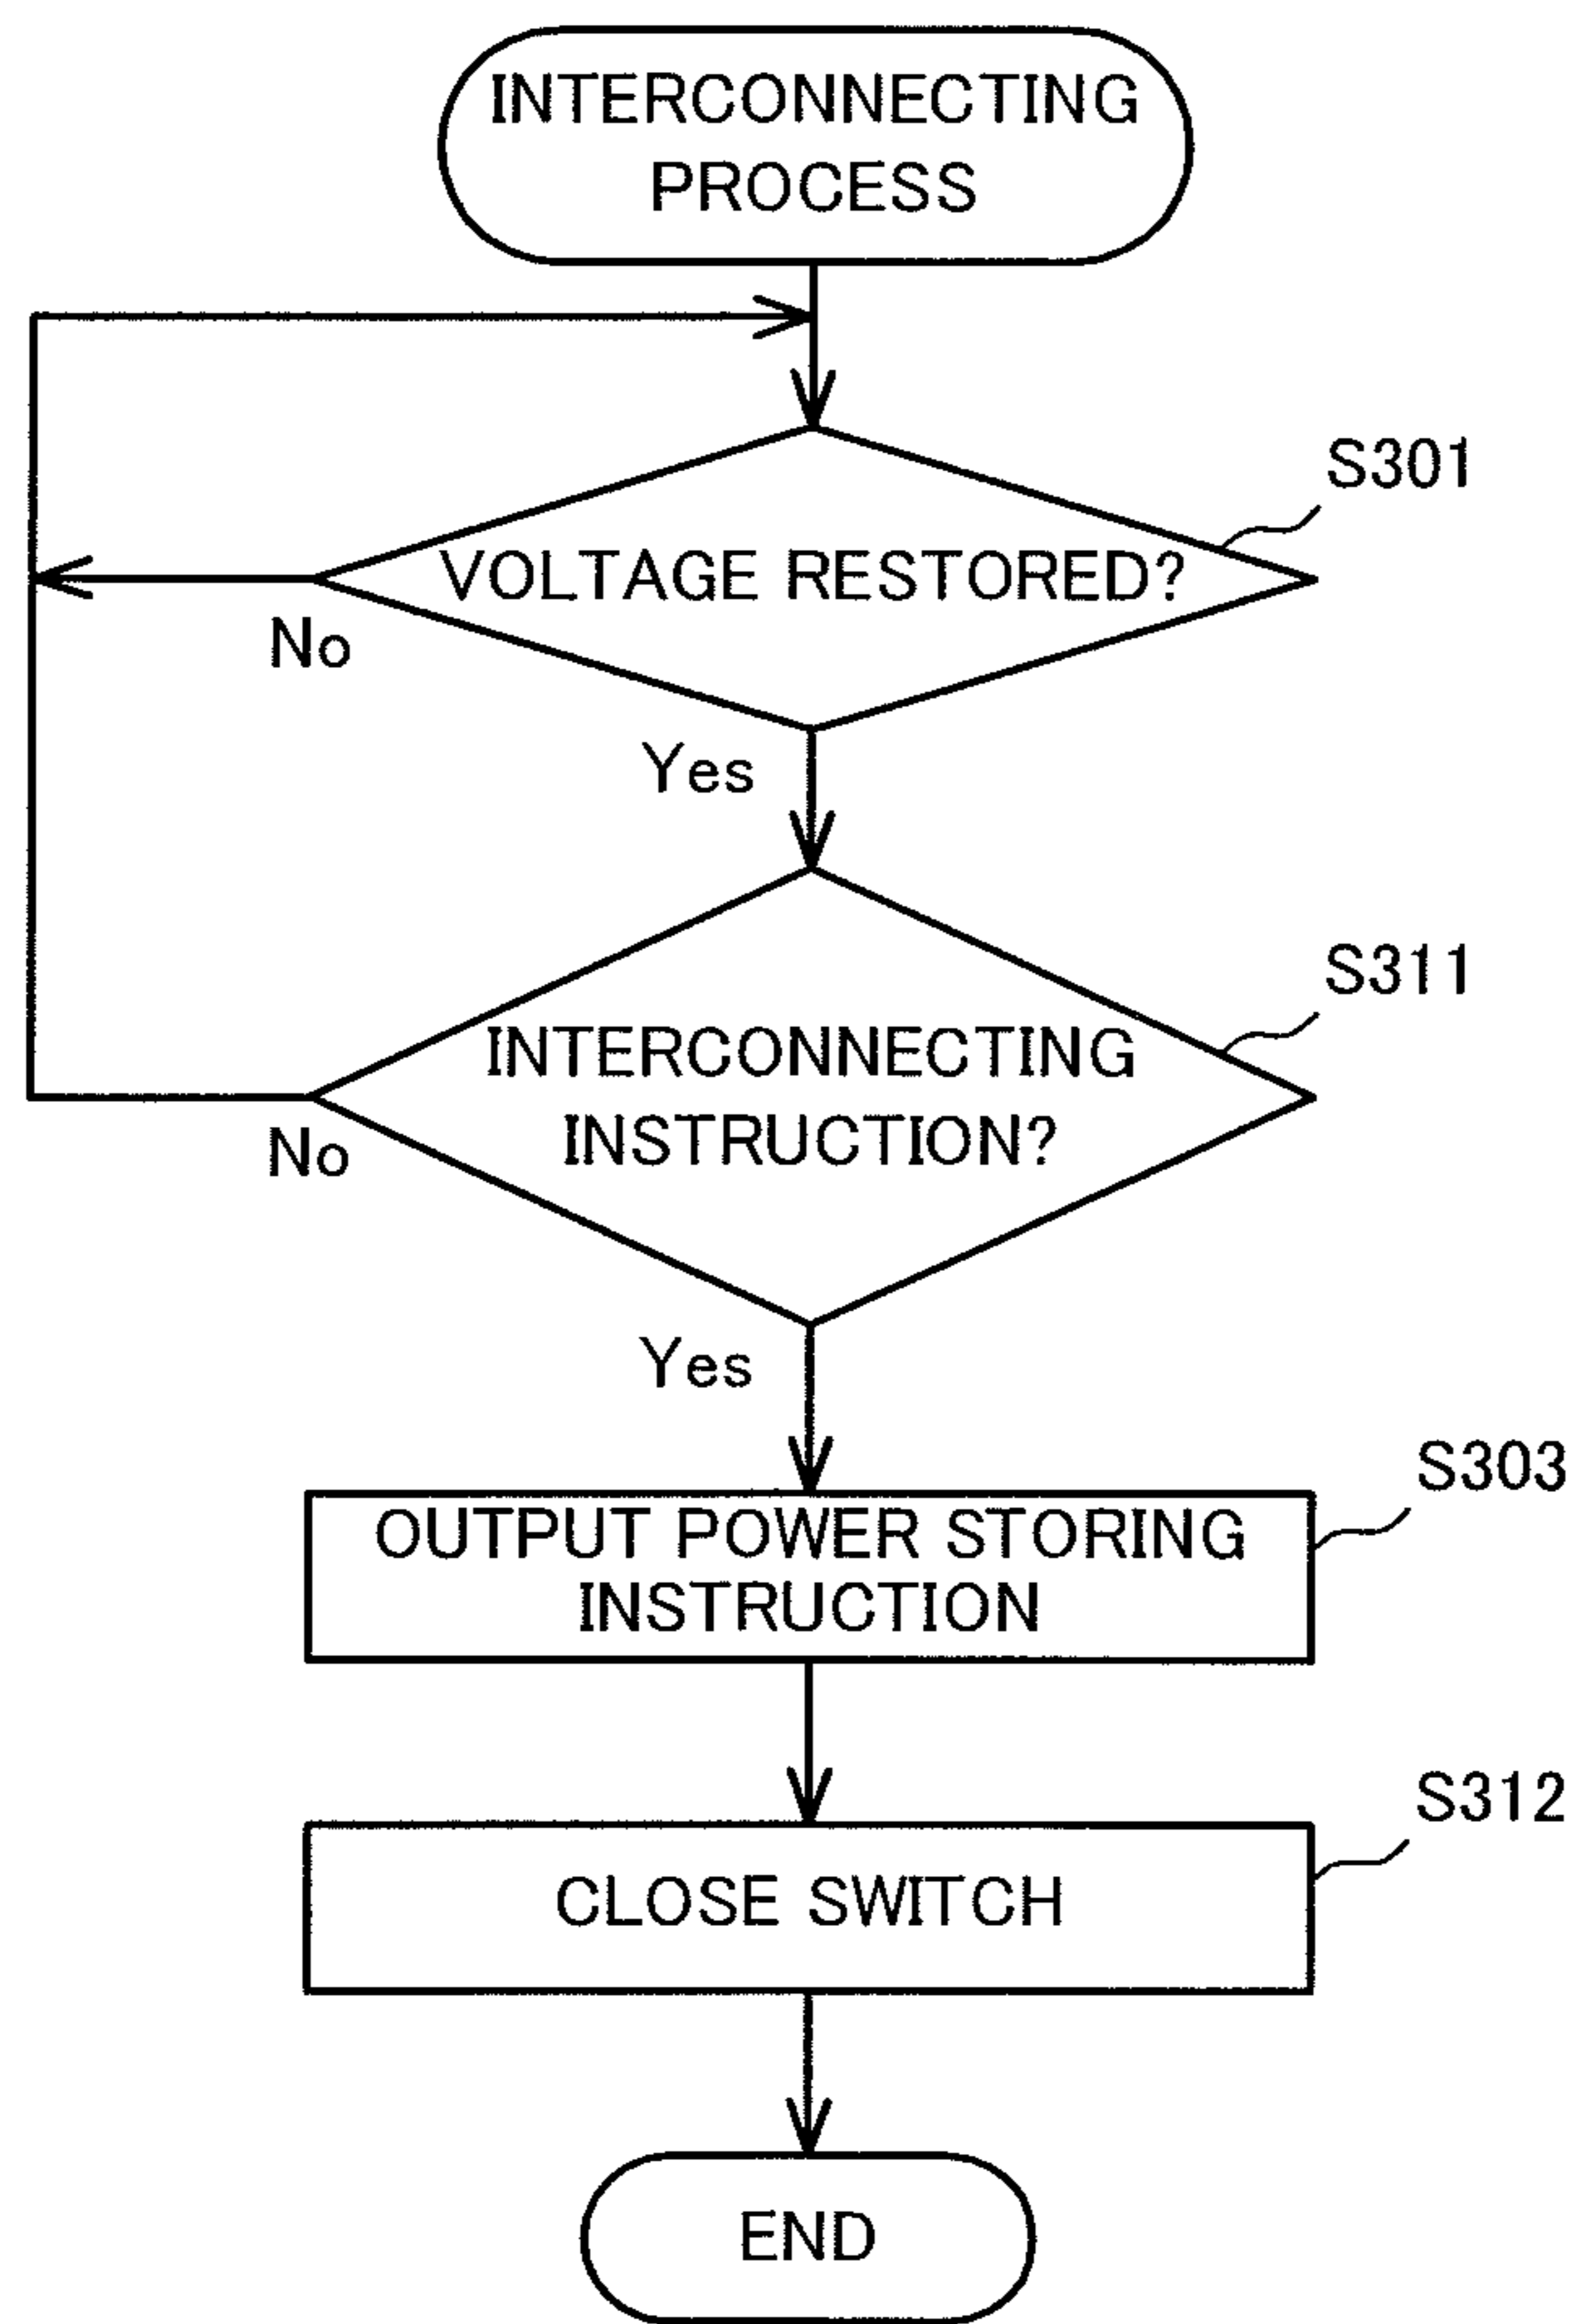 INTERCONNECTING
PROCESS
S301
VOLTAGE RESTORED?
No
Yes
S311
INTERCONNECTING
INSTRUCTION?
No
Yes
S303
OUTPUT POWER STORING
INSTRUCTION
S312
CLOSE SWITCH
END